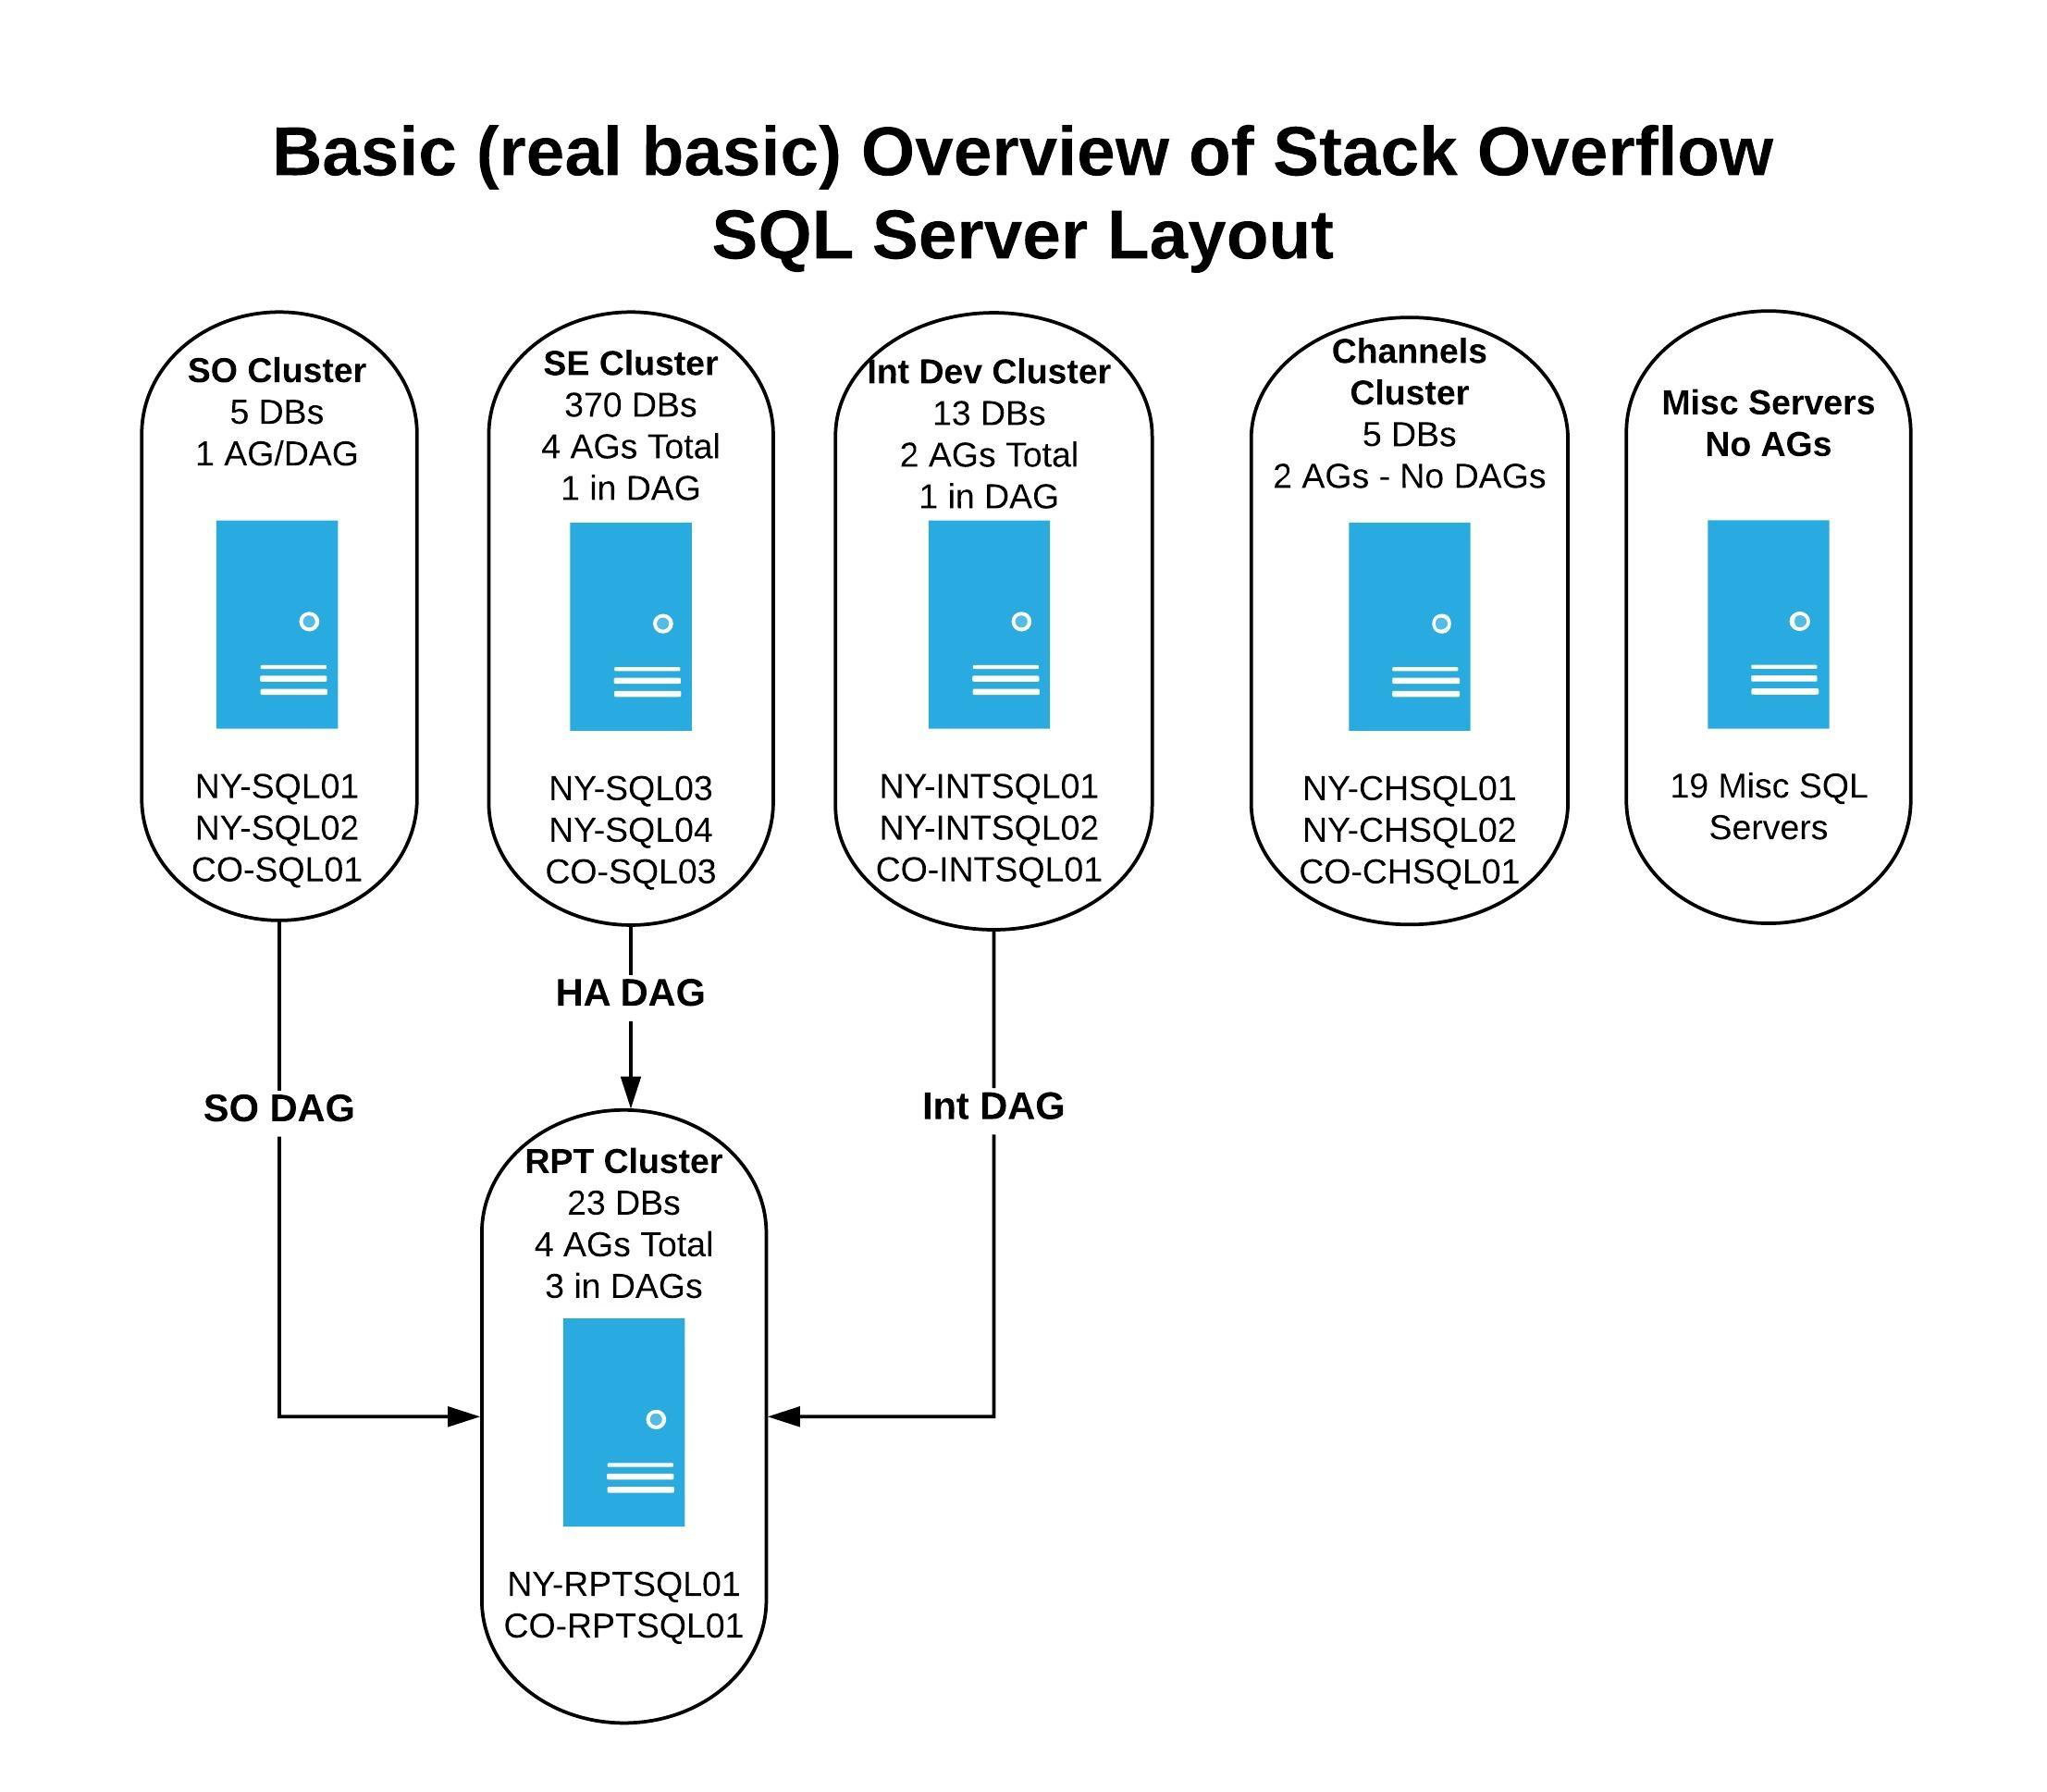 Basic (real basic) Overview of Stack Overflow
SQL Server Layout
SO Cluster
5 DBs
1 AG/DAG
NY-SQL01
NY-SQL02
CO-SQL01
SE Cluster
370 DBs
4 AGs Total
1 in DAG
NY-SQL03
NY-SQL04
CO-SQL03
Int Dev Cluster
13 DBs
2 AGs Total
1 in DAG
NY-INTSQL01
NY-INTSQL02
CO-INTSQL01
Channels
Cluster
5 DBs
2 AGs - No DAGs
NY-CHSQL01
NY-CHSQL02
CO-CHSQL01
Misc Servers
No AGs
19 Misc SQL
Servers
SO DAG
HA DAG
Int DAG
RPT Cluster
23 DBs
4 AGs Total
3 in DAGs
NY-RPTSQL01
CO-RPTSQL01